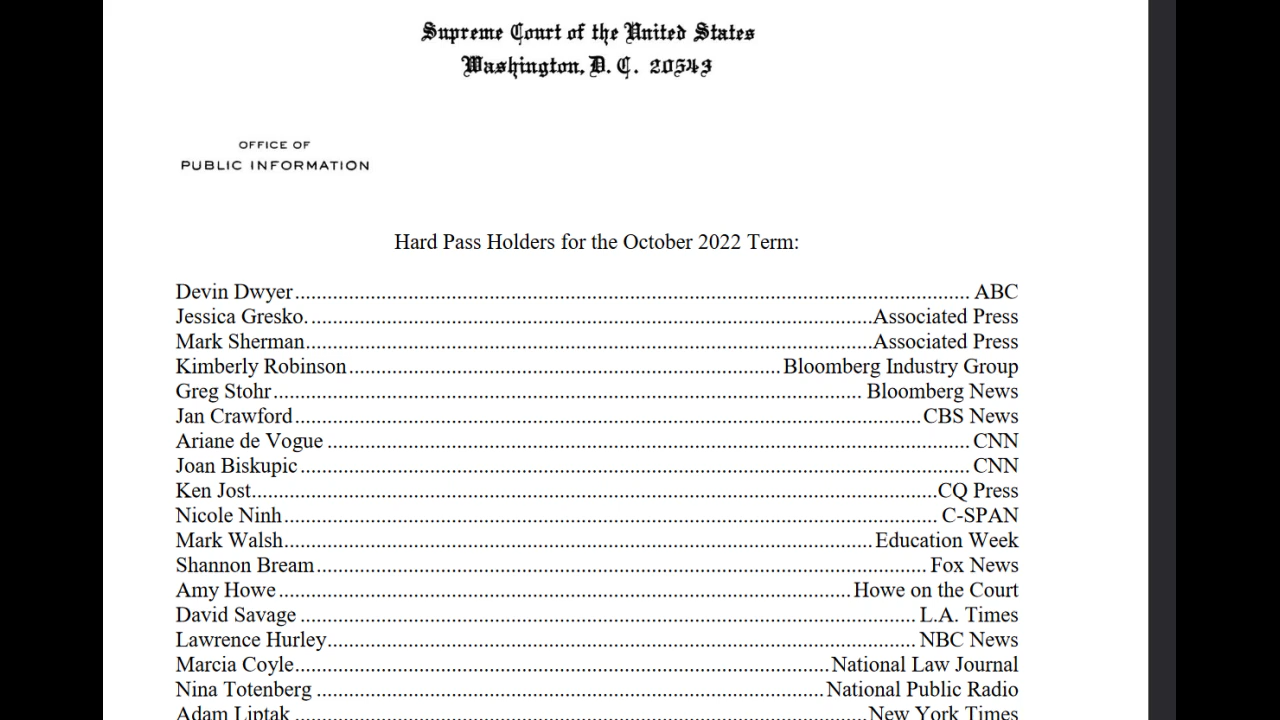 Supreme Court of the United States
Washington, D. C. 20543
OFFICE OF
PUBLIC INFORMATION
Hard Pass Holders for the October 2022 Term:
Devin Dwyer........................................................................................................................ ABC
Jessica Gresko. .....................................................................................................Associated Press
Mark Sherman......................................................................................................Associated Press
Kimberly Robinson..............................................................................Bloomberg Industry Group
Greg Stohr......................................................................................................... Bloomberg News
Jan Crawford................................................................................................................CBS News
Ariane de Vogue ................................................................................................................... CNN
Joan Biskupic........................................................................................................................ CNN
Ken Jost..........................................................................................................................CQ Press
Nicole Ninh..................................................................................................................... C-SPAN
Mark Walsh.........................................................................................................Education Week
Shannon Bream............................................................................................................. Fox News
Amy Howe......................................................................................................Howe on the Court
David Savage ............................................................................................................. L.A. Times
Lawrence Hurley......................................................................................................... NBC News
Marcia Coyle...............................................................................................National Law Journal
Nina Totenberg ..........................................................................................National Public Radio
Adam Liptak ......................................................................................................New York Times